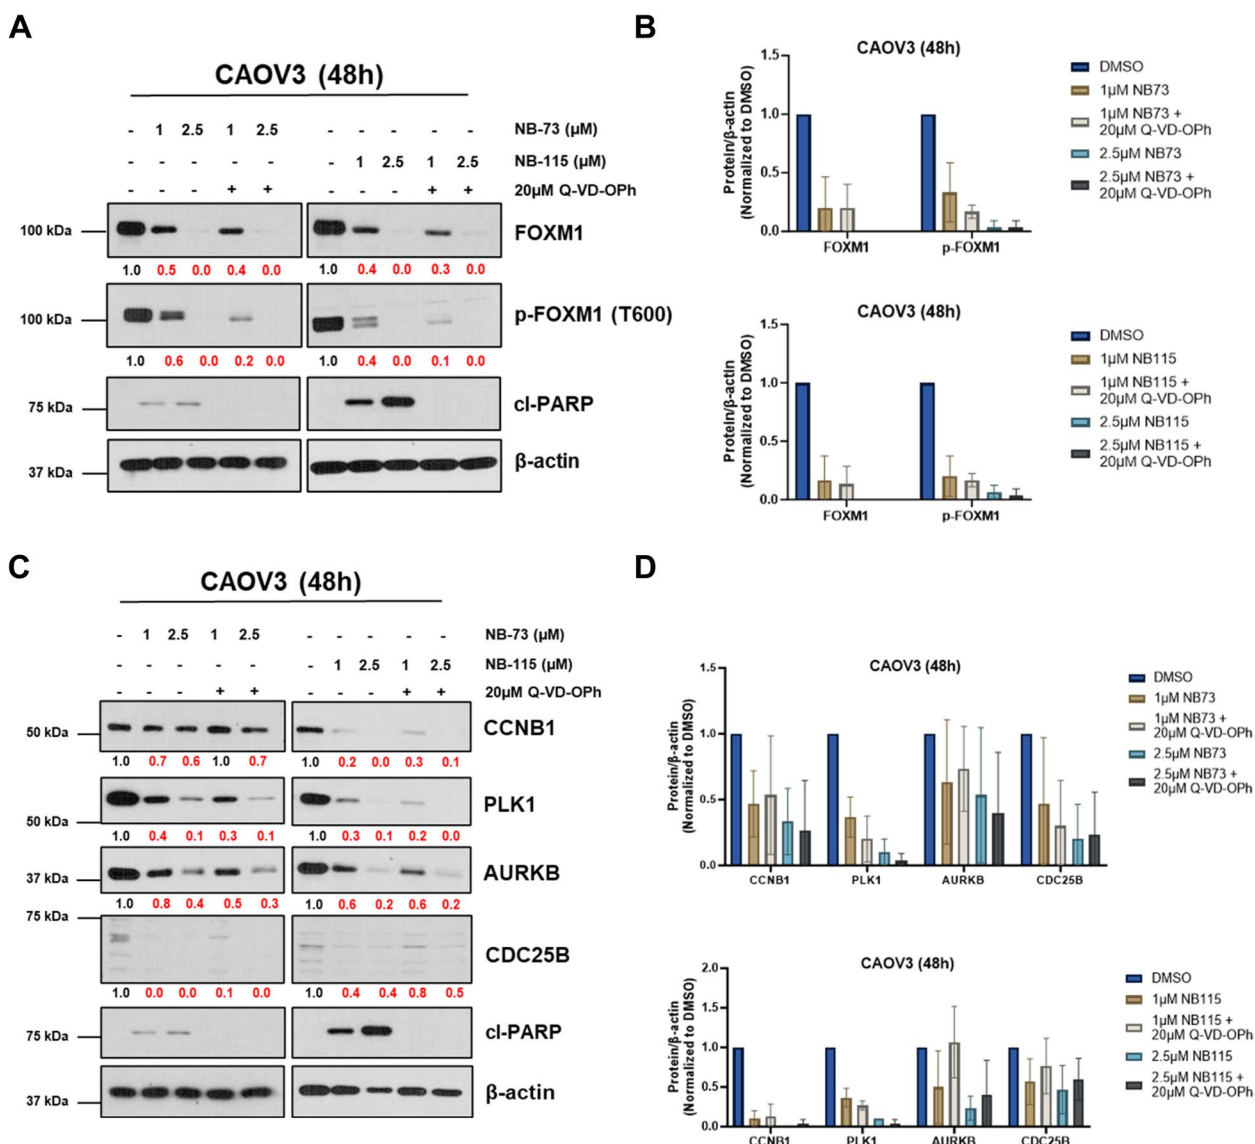 A
CAOV3 (48h)
- 1 2.5 1 2.5 - - - - - NB-73 (µM)
- - - - - - 1 2.5 1 2.5 NB-115 (µM)
- - - + + - - - + + 20µM Q-VD-OPh
100 kDa FOXM1
1.0 0.5 0.0 0.4 0.0 1.0 0.4 0.0 0.3 0.0
100 kDa p-FOXM1 (T600)
1.0 0.6 0.0 0.2 0.0 1.0 0.4 0.0 0.1 0.0
75 kDa cl-PARP
37 kDa β-actin
B
CAOV3 (48h)
Protein/β-actin
(Normalized to DMSO)
1.5
1.0
0.5
0.0
FOXM1 p-FOXM1
DMSO
1µM NB73
1µM NB73 +
20µM Q-VD-OPh
2.5µM NB73
2.5µM NB73 +
20µM Q-VD-OPh
CAOV3 (48h)
Protein/β-actin
(Normalized to DMSO)
1.5
1.0
0.5
0.0
FOXM1 p-FOXM1
DMSO
1µM NB115
1µM NB115 +
20µM Q-VD-OPh
2.5µM NB115
2.5µM NB115 +
20µM Q-VD-OPh
C
CAOV3 (48h)
- 1 2.5 1 2.5 - - - - - NB-73 (µM)
- - - - - - 1 2.5 1 2.5 NB-115 (µM)
- - - + + - - - + + 20µM Q-VD-OPh
50 kDa CCNB1
1.0 0.7 0.6 1.0 0.7 1.0 0.2 0.0 0.3 0.1
50 kDa PLK1
1.0 0.4 0.1 0.3 0.1 1.0 0.3 0.1 0.2 0.0
37 kDa AURKB
1.0 0.8 0.4 0.5 0.3 1.0 0.6 0.2 0.6 0.2
75 kDa CDC25B
1.0 0.0 0.0 0.1 0.0 1.0 0.4 0.4 0.8 0.5
75 kDa cl-PARP
37 kDa β-actin
D
CAOV3 (48h)
Protein/β-actin
(Normalized to DMSO)
1.5
1.0
0.5
0.0
CCNB1 PLK1 AURKB CDC25B
DMSO
1µM NB73
1µM NB73 +
20µM Q-VD-OPh
2.5µM NB73
2.5µM NB73 +
20µM Q-VD-OPh
CAOV3 (48h)
Protein/β-actin
(Normalized to DMSO)
2.0
1.5
1.0
0.5
0.0
CCNB1 PLK1 AURKB CDC25B
DMSO
1µM NB115
1µM NB115 +
20µM Q-VD-OPh
2.5µM NB115
2.5µM NB115 +
20µM Q-VD-OPh